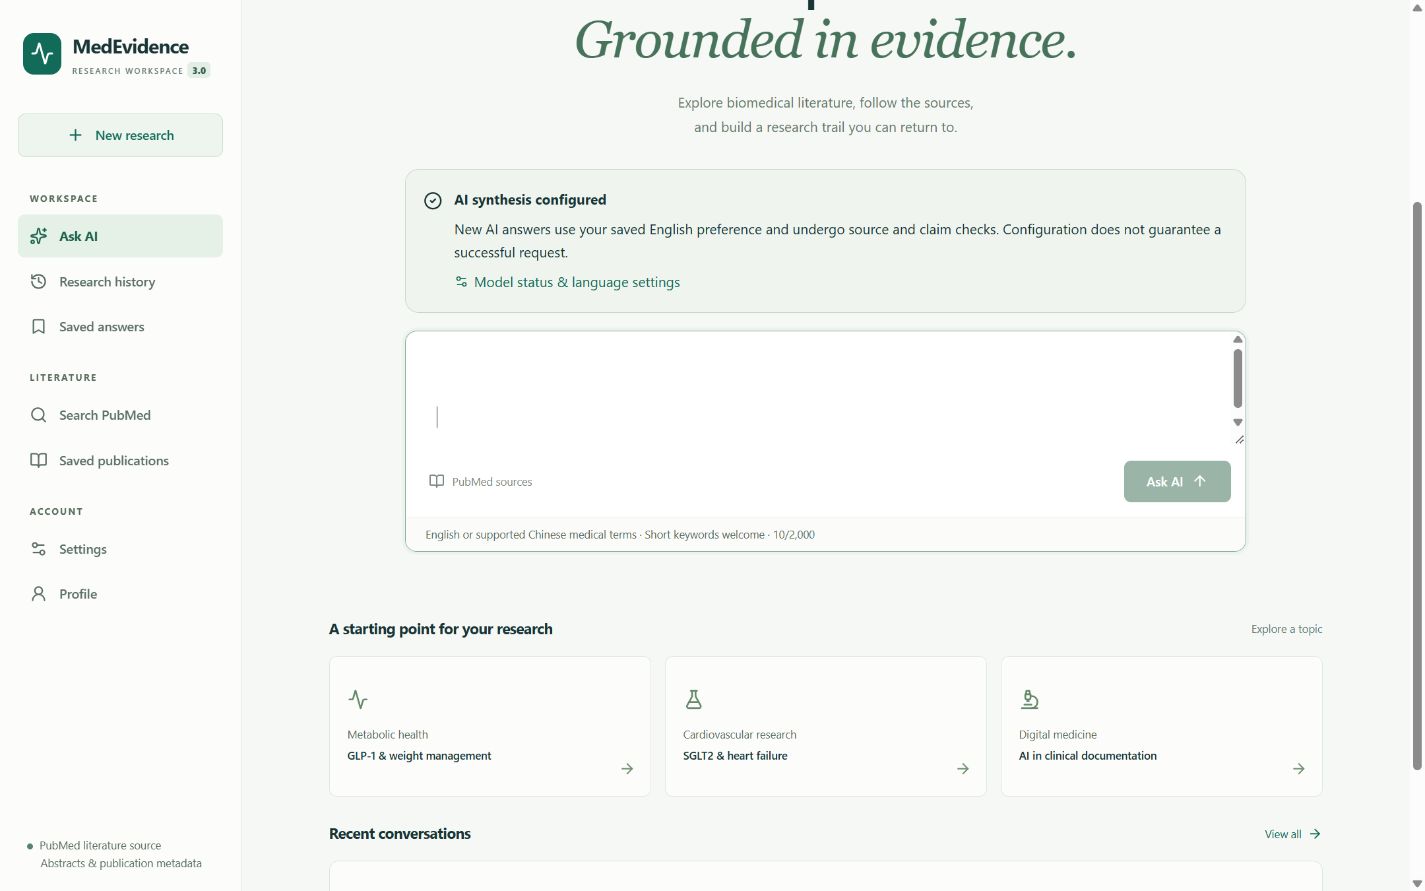 MedEvidence
RESEARCH WORKSPACE 3.0
New research
WORKSPACE
Ask AI
Research history
Saved answers
LITERATURE
Search PubMed
Saved publications
ACCOUNT
Settings
Profile
PubMed literature source
Abstracts & publication metadata
Grounded in evidence.
Explore biomedical literature, follow the sources,
and build a research trail you can return to.
AI synthesis configured
New AI answers use your saved English preference and undergo source and claim checks. Configuration does not guarantee a
successful request.
Model status & language settings
PubMed sources
Ask AI
English or supported Chinese medical terms · Short keywords welcome · 10/2,000
A starting point for your research
Explore a topic
Metabolic health
GLP-1 & weight management
Cardiovascular research
SGLT2 & heart failure
Digital medicine
AI in clinical documentation
Recent conversations
View all